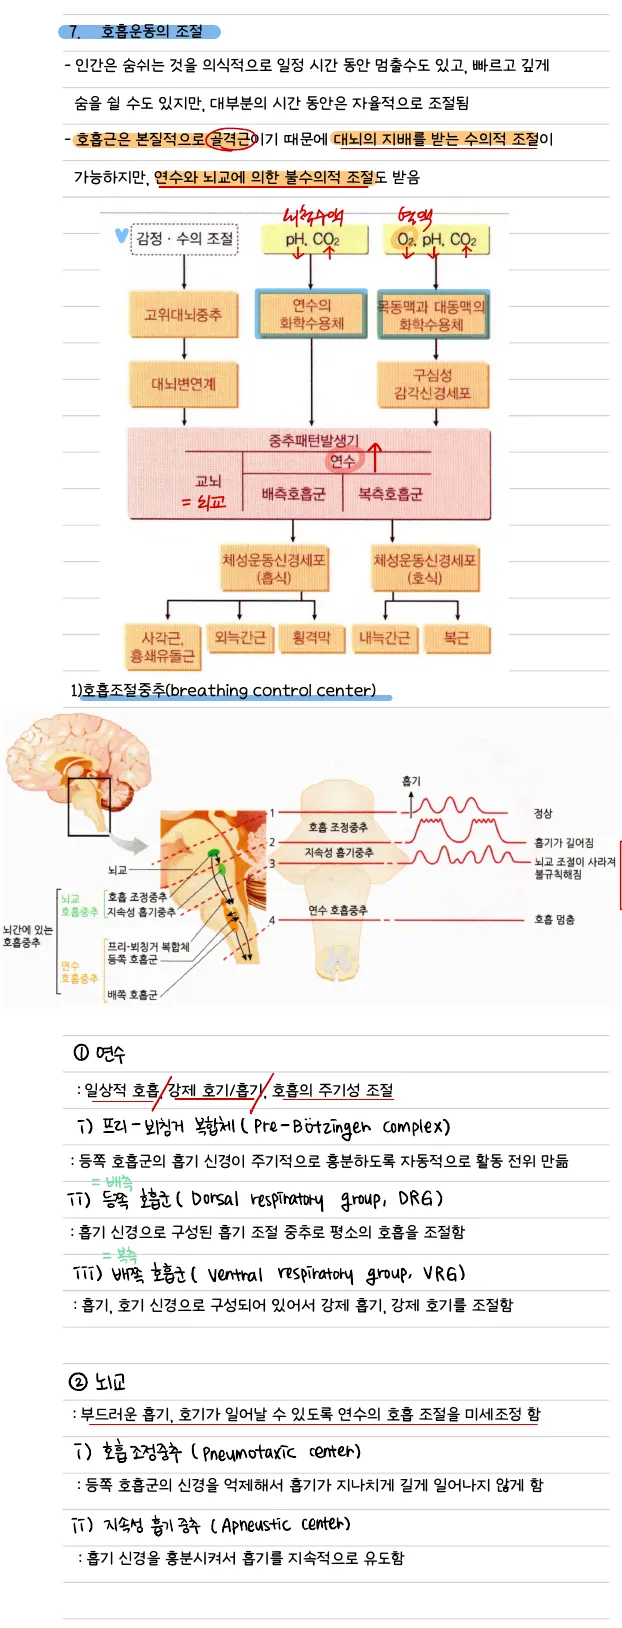 7. 호흡운동의 조절
- 인간은 숨쉬는 것을 의식적으로 일정 시간 동안 멈출수도 있고, 빠르고 깊게
숨을 쉴 수도 있지만, 대부분의 시간 동안은 자율적으로 조절됨
- 호흡근은 본질적으로 골격근이기 때문에 대뇌의 지배를 받는 수의적 조절이
가능하지만, 연수와 뇌교에 의한 불수의적 조절도 받음
뇌척수액
혈액
감정·수의 조절
pH, CO2
O2, pH, CO2
고위대뇌중추
연수의
화학수용체
목동맥과 대동맥의
화학수용체
대뇌변연계
구심성
감각신경세포
중추패턴발생기
연수
교뇌
= 뇌교
배측호흡군
복측호흡군
체성운동신경세포
(흡식)
체성운동신경세포
(호식)
사각근,
흉쇄유돌근
외늑간근
횡격막
내늑간근
복근
1)호흡조절중추(breathing control center)
흡기
1
정상
호흡 조정중추
2
흡기가 길어짐
지속성 흡기중추
3
뇌교 조절이 사라져
불규칙해짐
뇌교
뇌교
호흡중추
호흡 조정중추
지속성 흡기중추
연수 호흡중추
4
호흡 멈춤
뇌간에 있는
호흡중추
프리-뵈칭거 복합체
등쪽 호흡군
연수
호흡중추
배쪽 호흡군
① 연수
: 일상적 호흡, 강제 호기/흡기, 호흡의 주기성 조절
i) 프리-뵈칭거 복합체 (Pre-Bötzingen complex)
: 등쪽 호흡군의 흡기 신경이 주기적으로 흥분하도록 자동적으로 활동 전위 만듦
= 배측
ii) 등쪽 호흡군 (Dorsal respiratory group, DRG)
: 흡기 신경으로 구성된 흡기 조절 중추로 평소의 호흡을 조절함
= 복측
iii) 배쪽 호흡군 (Ventral respiratory group, VRG)
: 흡기, 호기 신경으로 구성되어 있어서 강제 흡기, 강제 호기를 조절함
② 뇌교
: 부드러운 흡기, 호기가 일어날 수 있도록 연수의 호흡 조절을 미세조정 함
i) 호흡조정중추 (Pneumotaxic center)
: 등쪽 호흡군의 신경을 억제해서 흡기가 지나치게 길게 일어나지 않게 함
ii) 지속성 흡기중추 (Apneustic center)
: 흡기 신경을 흥분시켜서 흡기를 지속적으로 유도함